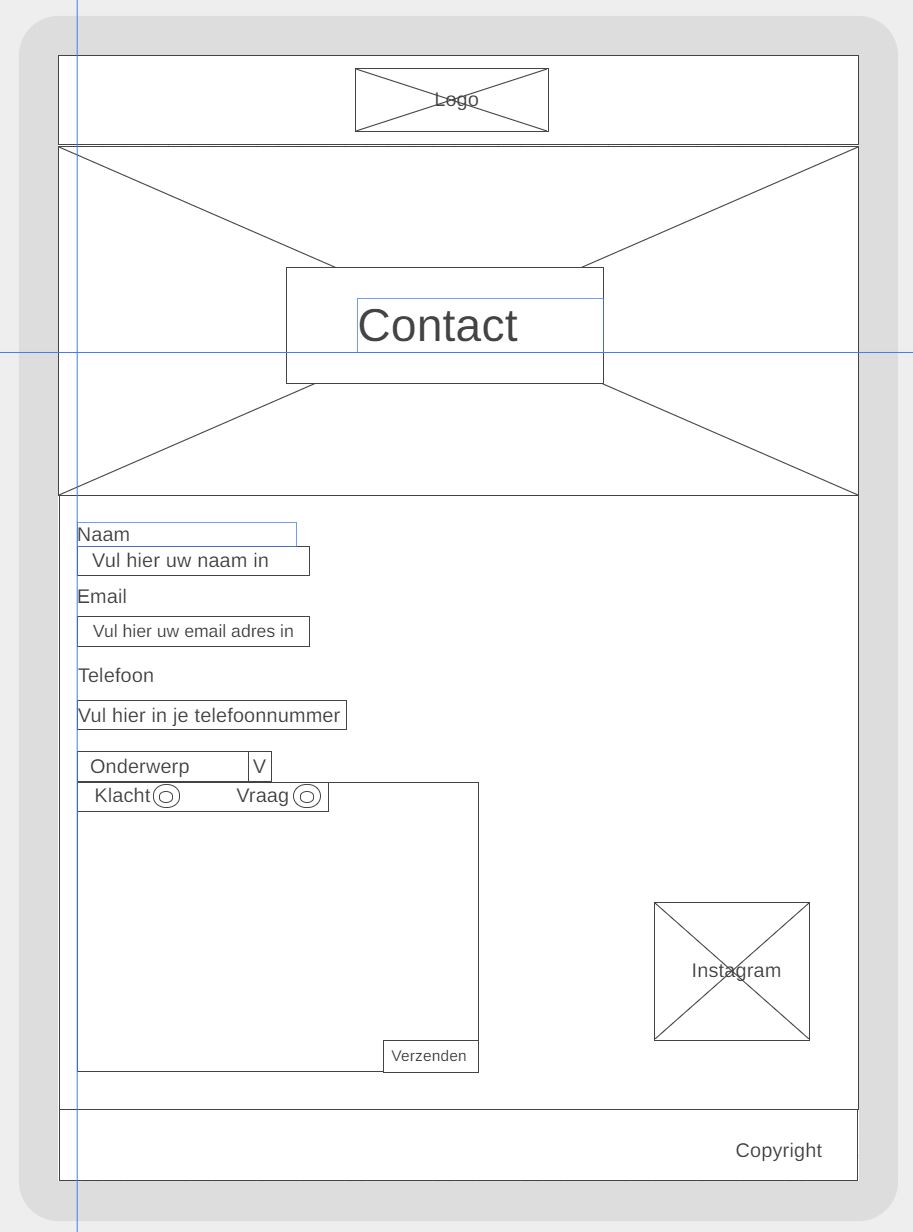 Logo
Contact
Naam
Vul hier uw naam in
Email
Vul hier uw email adres in
Telefoon
Vul hier in je telefoonnummer
Onderwerp V
Klacht Vraag
Instagram
Verzenden
Copyright